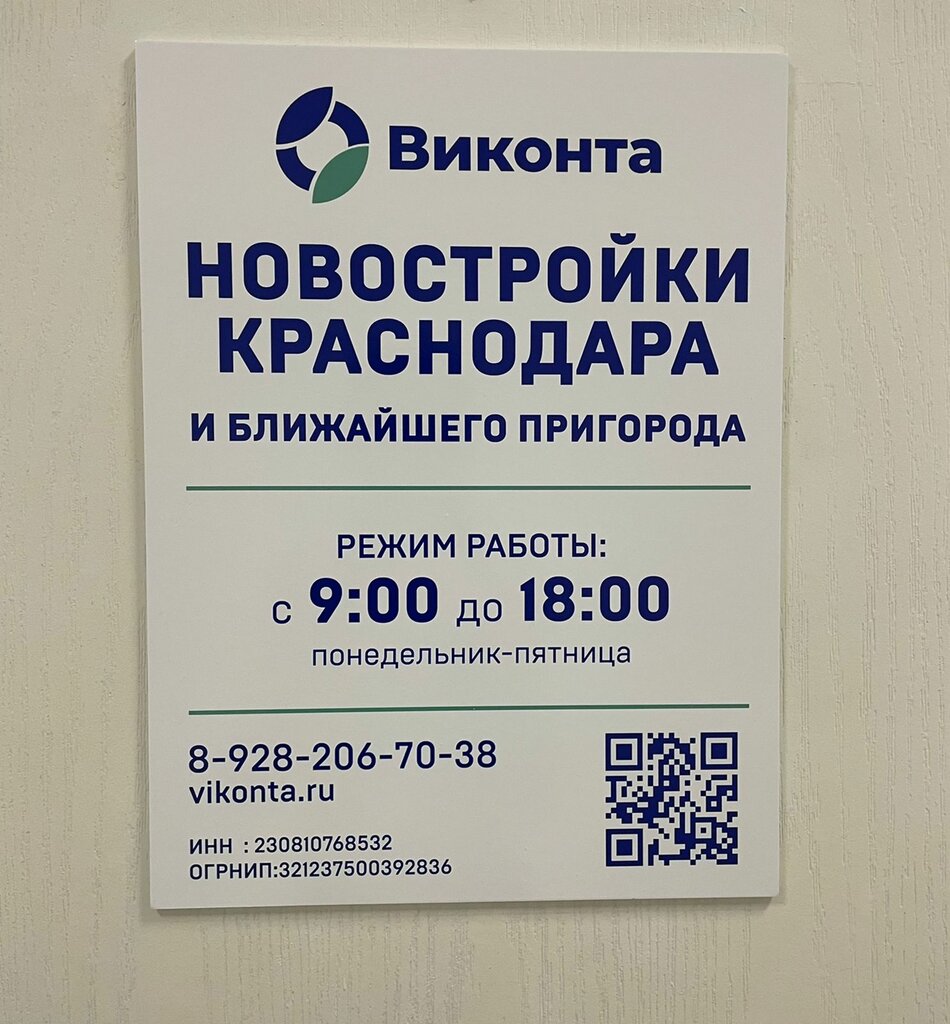 Виконта
НОВОСТРОЙКИ
КРАСНОДАРА
И БЛИЖАЙШЕГО ПРИГОРОДА
РЕЖИМ РАБОТЫ:
с 9:00 до 18:00
понедельник-пятница
8-928-206-70-38
vikonta.ru
ИНН : 230810768532
ОГРНИП:321237500392836